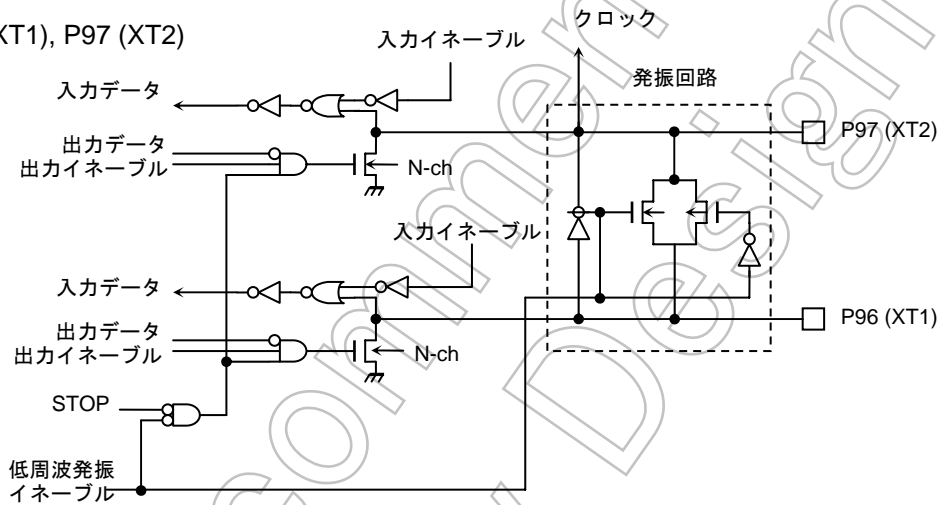 XT1), P97 (XT2)
クロック
入力イネーブル
発振回路
入力データ
P97 (XT2)
出力データ
出力イネーブル
N-ch
入力イネーブル
入力データ
P96 (XT1)
出力データ
出力イネーブル
N-ch
STOP
低周波発振
イネーブル
ommen
Design